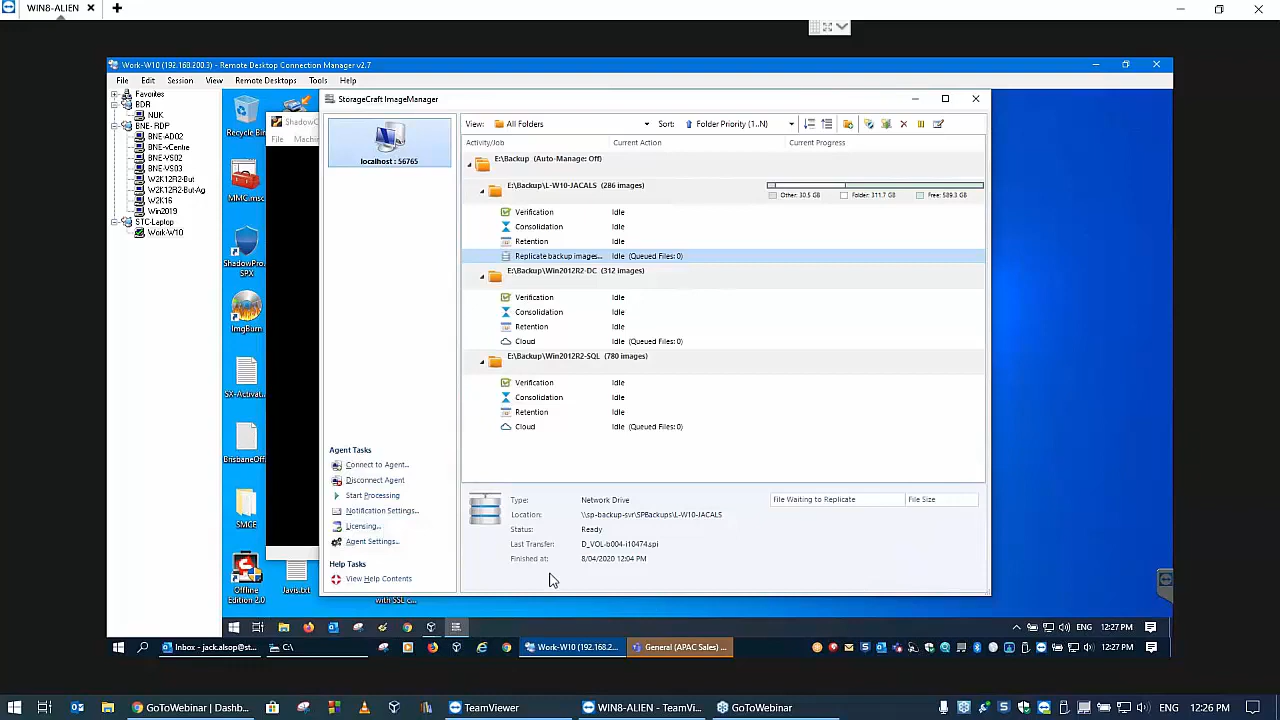 WIN8-ALIEN
Work-W10 (192.168.200.3) - Remote Desktop Connection Manager v2.7
File Edit Session View Remote Desktops Tools Help
Favorites
BDR
NUK
BNE- RDP
BNE-AD02
BNE-vCentre
BNE-VS02
BNE-VS03
W2K12R2-But
W2K12R2-But-Ag
W2K16
Win2019
STC-Laptop
Work-W10
Recycle Bin
MMC.msc
ShadowPro...
SPX
ImgBurn
SX-Activat...
BrisbaneOff...
SMCE
Offline
Edition 2.0
Javis.txt
with SSL c...
File
StorageCraft ImageManager
localhost : 56765
View: All Folders
Sort: Folder Priority (1..N)
Activity/Job Current Action Current Progress
E:\Backup (Auto-Manage: Off)
E:\Backup\L-W10-JACALS (286 images)
Other: 30.5 GB Folder: 311.7 GB Free: 589.3 GB
Verification Idle
Consolidation Idle
Retention Idle
Replicate backup images... Idle (Queued Files: 0)
E:\Backup\Win2012R2-DC (312 images)
Verification Idle
Consolidation Idle
Retention Idle
Cloud Idle (Queued Files: 0)
E:\Backup\Win2012R2-SQL (780 images)
Verification Idle
Consolidation Idle
Retention Idle
Cloud Idle (Queued Files: 0)
Agent Tasks
Connect to Agent...
Disconnect Agent
Start Processing
Notification Settings...
Licensing...
Agent Settings...
Help Tasks
View Help Contents
Type: Network Drive
Location: \\sp-backup-svr\SPBackups\L-W10-JACALS
Status: Ready
Last Transfer: D_VOL-b004-i10474.spi
Finished at: 8/04/2020 12:04 PM
File Waiting to Replicate File Size
ENG 12:27 PM
Inbox - jack.alsop@st...
C:\
Work-W10 (192.168.2...
General (APAC Sales) ...
ENG 12:27 PM
GoToWebinar | Dashb...
TeamViewer
WIN8-ALIEN - TeamVi...
GoToWebinar
ENG 12:26 PM